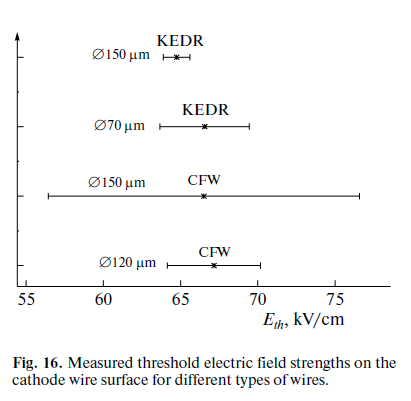 KEDR
∅150 μm
KEDR
∅70 μm
∅150 μm CFW
CFW
∅120 μm
55 60 65 70 75
Eth, kV/cm
Fig. 16. Measured threshold electric field strengths on the
cathode wire surface for different types of wires.